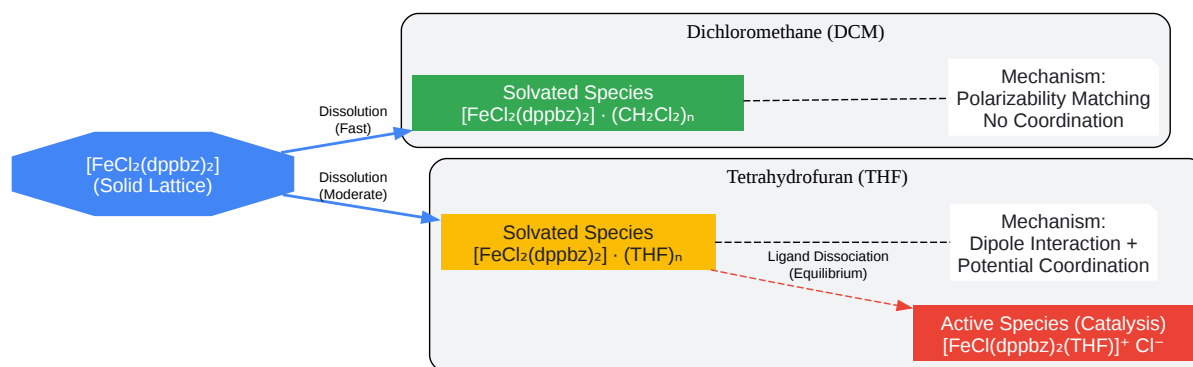 Dichloromethane (DCM)
Solvated Species
[FeCl₂(dppbz)₂] · (CH₂Cl₂)ₙ
Mechanism:
Polarizability Matching
No Coordination
Dissolution
(Fast)
[FeCl₂(dppbz)₂]
(Solid Lattice)
Dissolution
(Moderate)
Tetrahydrofuran (THF)
Solvated Species
[FeCl₂(dppbz)₂] · (THF)ₙ
Mechanism:
Dipole Interaction +
Potential Coordination
Ligand Dissociation
(Equilibrium)
Active Species (Catalysis)
[FeCl(dppbz)₂(THF)]⁺ Cl⁻